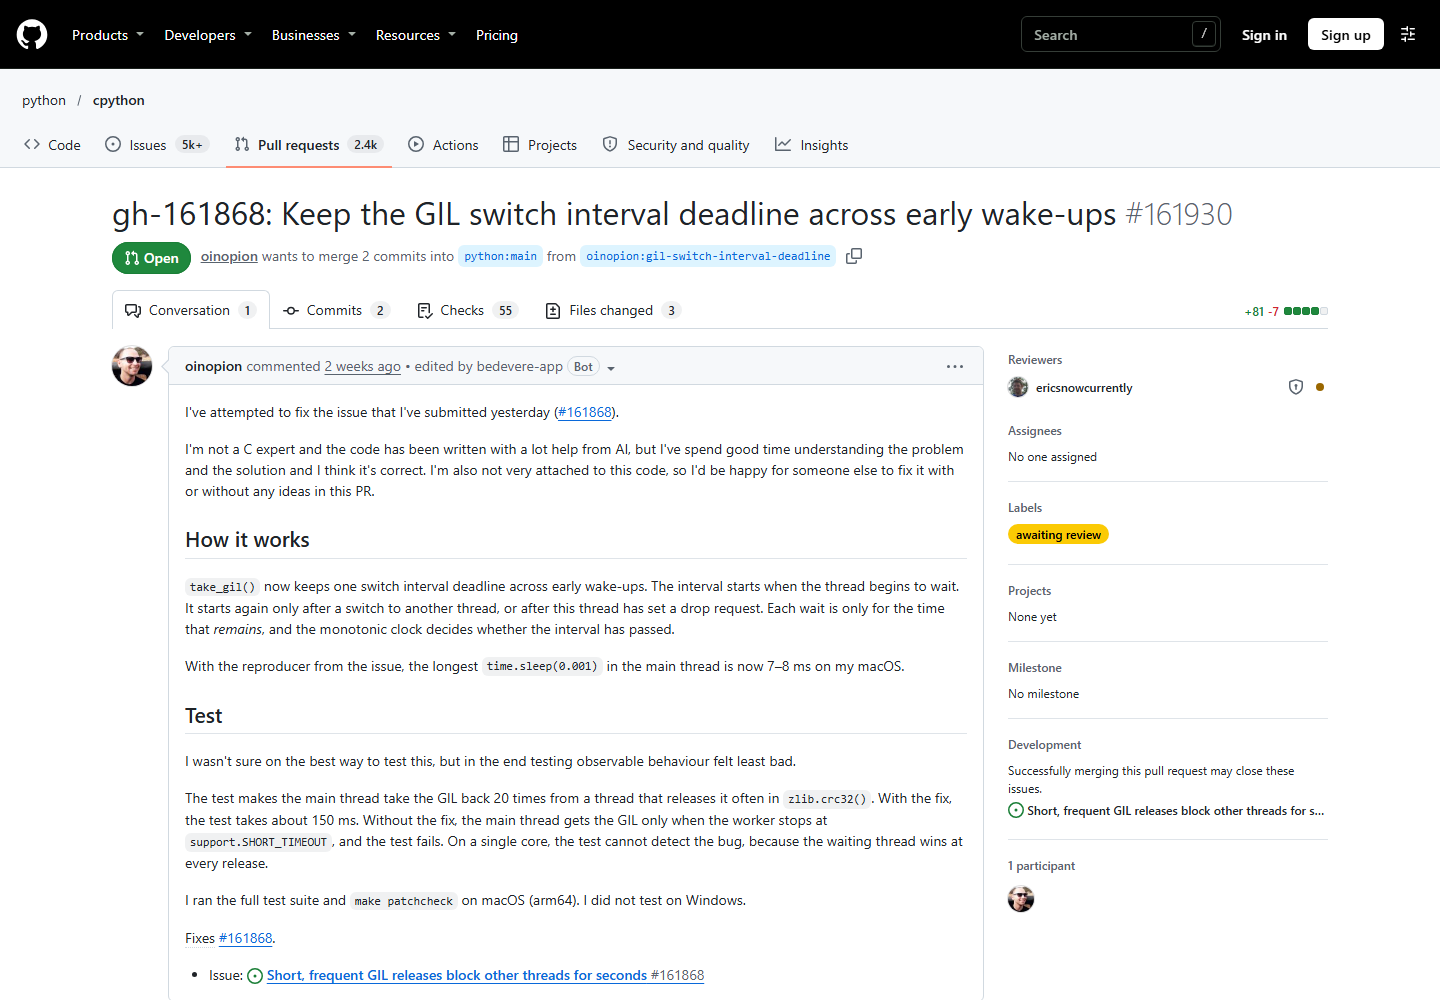 Products
Developers
Businesses
Resources
Pricing
Search
/
Sign in
Sign up
python / cpython
Code
Issues 5k+
Pull requests 2.4k
Actions
Projects
Security and quality
Insights
gh-161868: Keep the GIL switch interval deadline across early wake-ups #161930
Open
oinopion wants to merge 2 commits into python:main from oinopion:gil-switch-interval-deadline
Conversation 1
Commits 2
Checks 55
Files changed 3
+81 -7
oinopion commented 2 weeks ago • edited by bedevere-app Bot
I've attempted to fix the issue that I've submitted yesterday (#161868).
I'm not a C expert and the code has been written with a lot help from AI, but I've spend good time understanding the problem
and the solution and I think it's correct. I'm also not very attached to this code, so I'd be happy for someone else to fix it with
or without any ideas in this PR.
How it works
take_gil() now keeps one switch interval deadline across early wake-ups. The interval starts when the thread begins to wait.
It starts again only after a switch to another thread, or after this thread has set a drop request. Each wait is only for the time
that remains, and the monotonic clock decides whether the interval has passed.
With the reproducer from the issue, the longest time.sleep(0.001) in the main thread is now 7–8 ms on my macOS.
Test
I wasn't sure on the best way to test this, but in the end testing observable behaviour felt least bad.
The test makes the main thread take the GIL back 20 times from a thread that releases it often in zlib.crc32(). With the fix,
the test takes about 150 ms. Without the fix, the main thread gets the GIL only when the worker stops at
support.SHORT_TIMEOUT, and the test fails. On a single core, the test cannot detect the bug, because the waiting thread wins at
every release.
I ran the full test suite and make patchcheck on macOS (arm64). I did not test on Windows.
Fixes #161868.
• Issue: Short, frequent GIL releases block other threads for seconds #161868
Reviewers
ericsnowcurrently
Assignees
No one assigned
Labels
awaiting review
Projects
None yet
Milestone
No milestone
Development
Successfully merging this pull request may close these
issues.
Short, frequent GIL releases block other threads for s...
1 participant